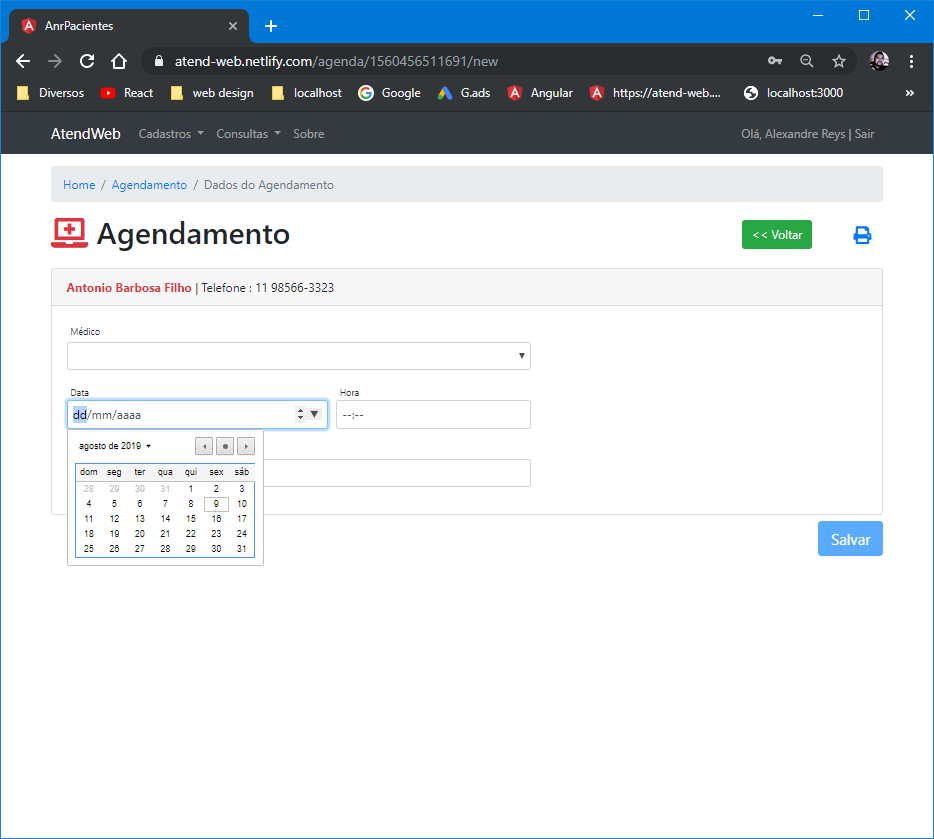 AnrPacientes
atend-web.netlify.com/agenda/1560456511691/new
Diversos React web design localhost Google G.ads Angular https://atend-web.... localhost:3000 »
AtendWeb Cadastros Consultas Sobre Olá, Alexandre Reys | Sair
Home / Agendamento / Dados do Agendamento
Agendamento << Voltar
Antonio Barbosa Filho | Telefone : 11 98566-3323
Médico
Data Hora
dd/mm/aaaa --:--
agosto de 2019
dom seg ter qua qui sex sáb
28 29 30 31 1 2 3
4 5 6 7 8 9 10
11 12 13 14 15 16 17
18 19 20 21 22 23 24
25 26 27 28 29 30 31
Salvar